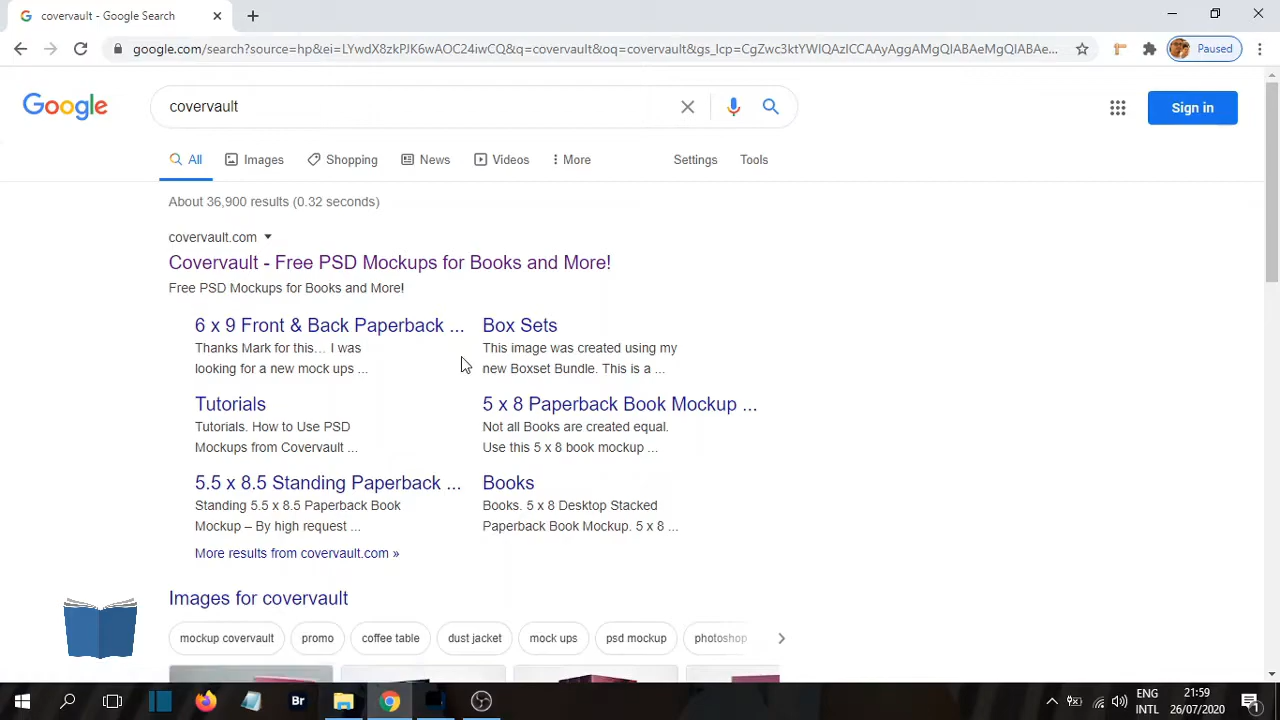 covervault - Google Search
google.com/search?source=hp&ei=LYwdX8zkPJK6wAOC24iwCQ&q=covervault&oq=covervault&gs_lcp=CgZwc3ktYWIQAzICCAAyAggAMgQIABAeMgQIABAe...
Paused
Google
covervault
Sign in
All
Images
Shopping
News
Videos
More
Settings
Tools
About 36,900 results (0.32 seconds)
covervault.com
Covervault - Free PSD Mockups for Books and More!
Free PSD Mockups for Books and More!
6 x 9 Front & Back Paperback ...
Thanks Mark for this… I was
looking for a new mock ups ...
Box Sets
This image was created using my
new Boxset Bundle. This is a ...
Tutorials
Tutorials. How to Use PSD
Mockups from Covervault ...
5 x 8 Paperback Book Mockup ...
Not all Books are created equal.
Use this 5 x 8 book mockup ...
5.5 x 8.5 Standing Paperback ...
Standing 5.5 x 8.5 Paperback Book
Mockup – By high request ...
Books
Books. 5 x 8 Desktop Stacked
Paperback Book Mockup. 5 x 8 ...
More results from covervault.com »
Images for covervault
mockup covervault
promo
coffee table
dust jacket
mock ups
psd mockup
photoshop
Br
ENG
INTL
21:59
26/07/2020
1